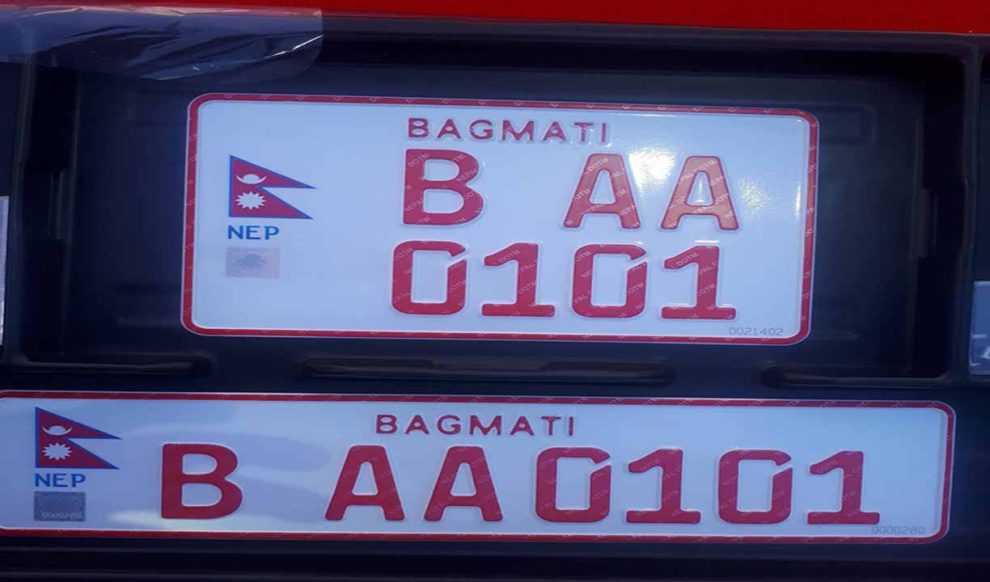 BAGMATI
B AA
NEP
0101
0021402
BAGMATI
B AA0101
NEP
0000280